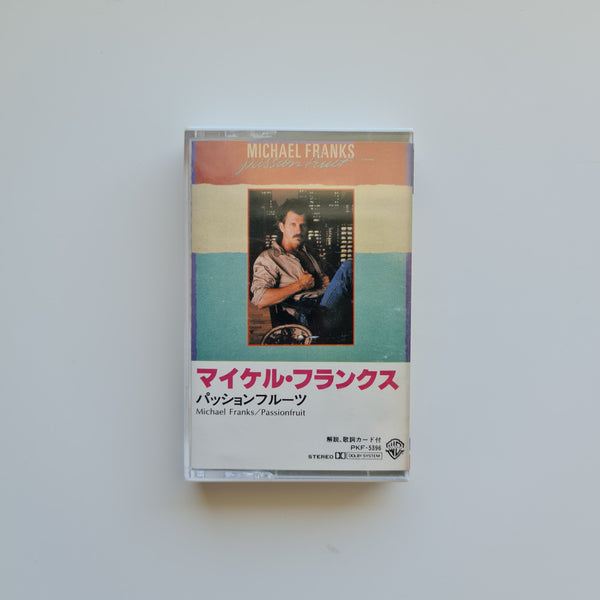 MICHAEL FRANKS
passionfruit
マイケル・フランクス
パッションフルーツ
Michael Franks/Passionfruit
解説、歌詞カード付
PKF-5396
STEREO DOLBY SYSTEM